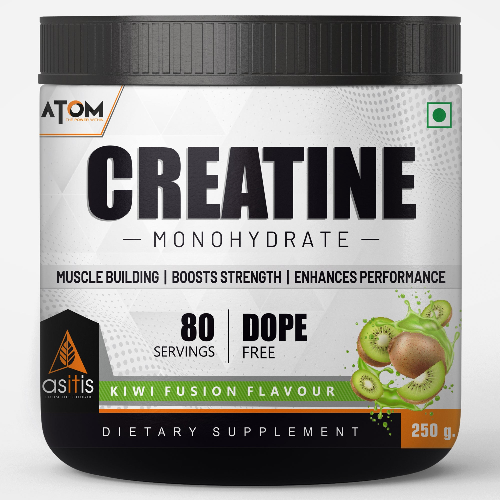 ATOM
CREATINE
MONOHYDRATE
MUSCLE BUILDING | BOOSTS STRENGTH | ENHANCES PERFORMANCE
80 SERVINGS
DOPE FREE
asitis
KIWI FUSION FLAVOUR
DIETARY SUPPLEMENT
250 g.